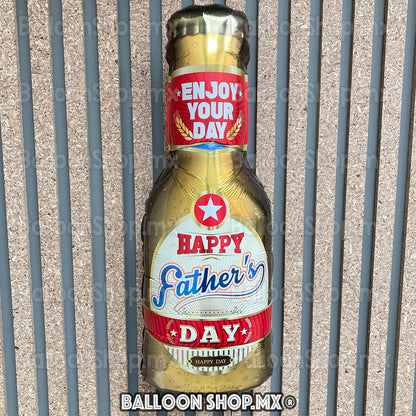 ENJOY
YOUR
DAY
HAPPY
Father's
DAY
HAPPY DAY
BALLOON SHOP.MX®